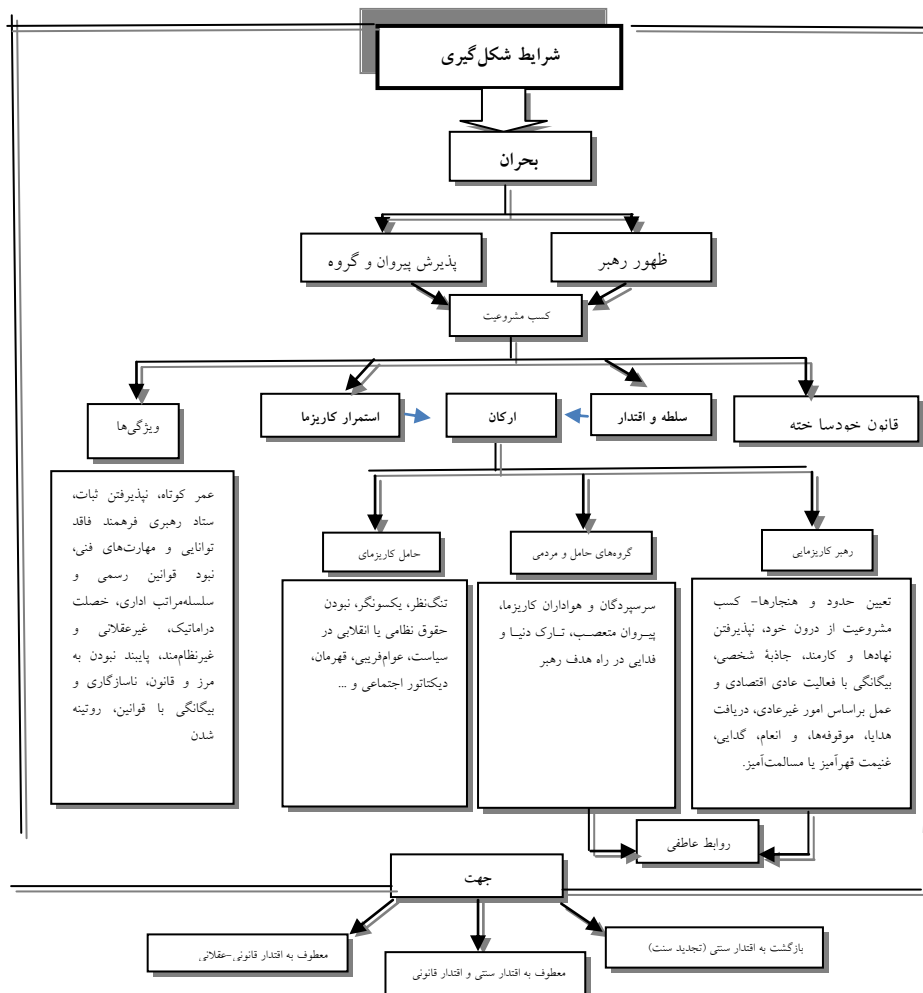 شرایط شکل‌گیری
بحران
ظهور رهبر
پذیرش پیروان و گروه
کسب مشروعیت
قانون خودسا خته
سلطه و اقتدار
ارکان
استمرار کاریزما
ویژگی‌ها
رهبر کاریزمایی
گروه‌های حامل و مردمی
حامل کاریزمای
تعیین حدود و هنجارها- کسب
مشروعیت از درون خود، نپذیرفتن
نهادها و کارمند، جاذبۀ شخصی،
بیگانگی با فعالیت عادی اقتصادی و
عمل براساس امور غیرعادی، دریافت
هدایا، موقوفه‌ها، و انعام، گدایی،
غنیمت قهرآمیز یا مسالمت‌آمیز.
سرسپردگان و هواداران کاریزما،
پیـروان متعصـب، تـارک دنیـا و
فدایی در راه هدف رهبر
تنگ‌نظر، یکسونگر، نبودن
حقوق نظامی یا انقلابی در
سیاست، عوام‌فریبی، قهرمان،
دیکتاتور اجتماعی و ...
عمر کوتاه، نپذیرفتن ثبات،
ستاد رهبری فرهمند فاقد
توانایی و مهارت‌های فنی،
نبود قوانین رسمی و
سلسله‌مراتب اداری، خصلت
دراماتیک، غیرعقلانی و
غیرنظام‌مند، پایبند نبودن به
مرز و قانون، ناسازگاری و
بیگانگی با قوانین، روتینه
شدن
روابط عاطفی
جهت
بازگشت به اقتدار سنتی (تجدید سنت)
معطوف به اقتدار سنتی و اقتدار قانونی
معطوف به اقتدار قانونی-عقلانی